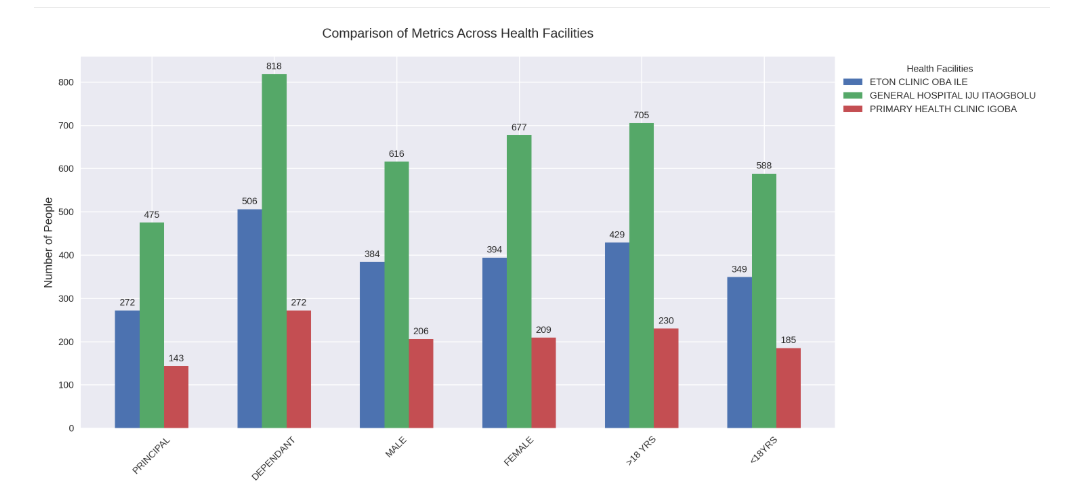 Comparison of Metrics Across Health Facilities
Health Facilities
ETON CLINIC OBA ILE
GENERAL HOSPITAL IJU ITAOGBOLU
PRIMARY HEALTH CLINIC IGOBA
Number of People
800
700
600
500
400
300
200
100
0
272
475
143
506
818
272
384
616
206
394
677
209
429
705
230
349
588
185
PRINCIPAL
DEPENDANT
MALE
FEMALE
>18 YRS
<18YRS